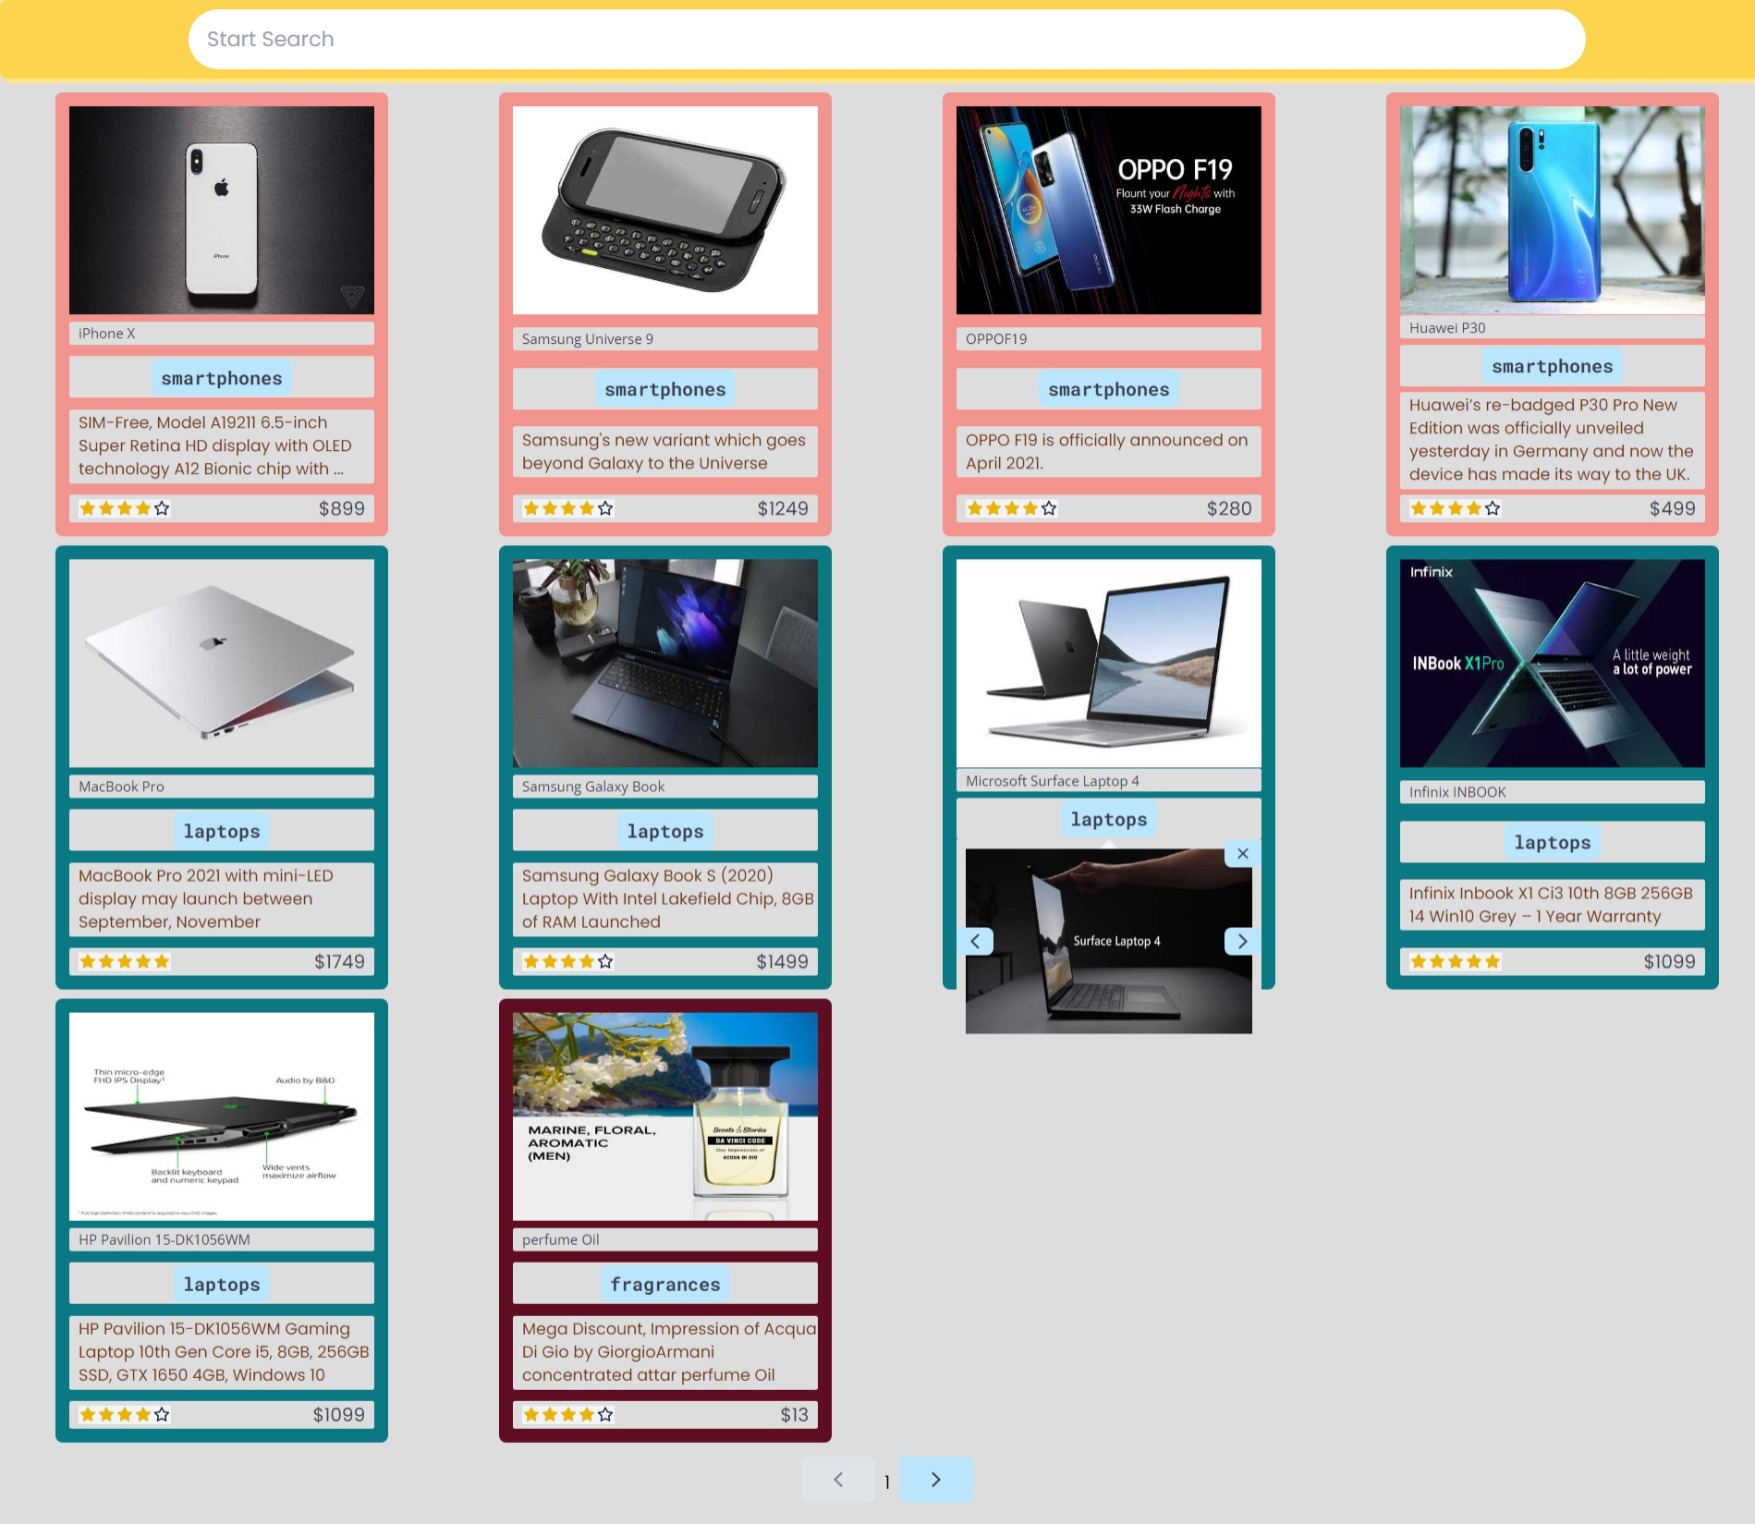 Start Search
iPhone
iPhone X
smartphones
SIM-Free, Model A19211 6.5-inch
Super Retina HD display with OLED
technology A12 Bionic chip with ...
$899
Samsung Universe 9
smartphones
Samsung's new variant which goes
beyond Galaxy to the Universe
$1249
OPPO F19
Flaunt your Nights with
33W Flash Charge
OPPOF19
smartphones
OPPO F19 is officially announced on
April 2021.
$280
Huawei P30
smartphones
Huawei's re-badged P30 Pro New
Edition was officially unveiled
yesterday in Germany and now the
device has made its way to the UK.
$499
MacBook Pro
laptops
MacBook Pro 2021 with mini-LED
display may launch between
September, November
$1749
Samsung Galaxy Book
laptops
Samsung Galaxy Book S (2020)
Laptop With Intel Lakefield Chip, 8GB
of RAM Launched
$1499
Microsoft Surface Laptop 4
laptops
Surface Laptop 4
Infinix
INBook X1Pro
A little weight
a lot of power
Infinix INBOOK
laptops
Infinix Inbook X1 Ci3 10th 8GB 256GB
14 Win10 Grey – 1 Year Warranty
$1099
Thin micro-edge
FHD IPS Display¹
Audio by B&O
Backlit keyboard
and numeric keypad
Wide vents
maximize airflow
HP Pavilion 15-DK1056WM
laptops
HP Pavilion 15-DK1056WM Gaming
Laptop 10th Gen Core i5, 8GB, 256GB
SSD, GTX 1650 4GB, Windows 10
$1099
MARINE, FLORAL,
AROMATIC
(MEN)
Scents & Stories
DA VINCI CODE
The Impression of
ACQUA DI GIO
perfume Oil
fragrances
Mega Discount, Impression of Acqua
Di Gio by GiorgioArmani
concentrated attar perfume Oil
$13
1